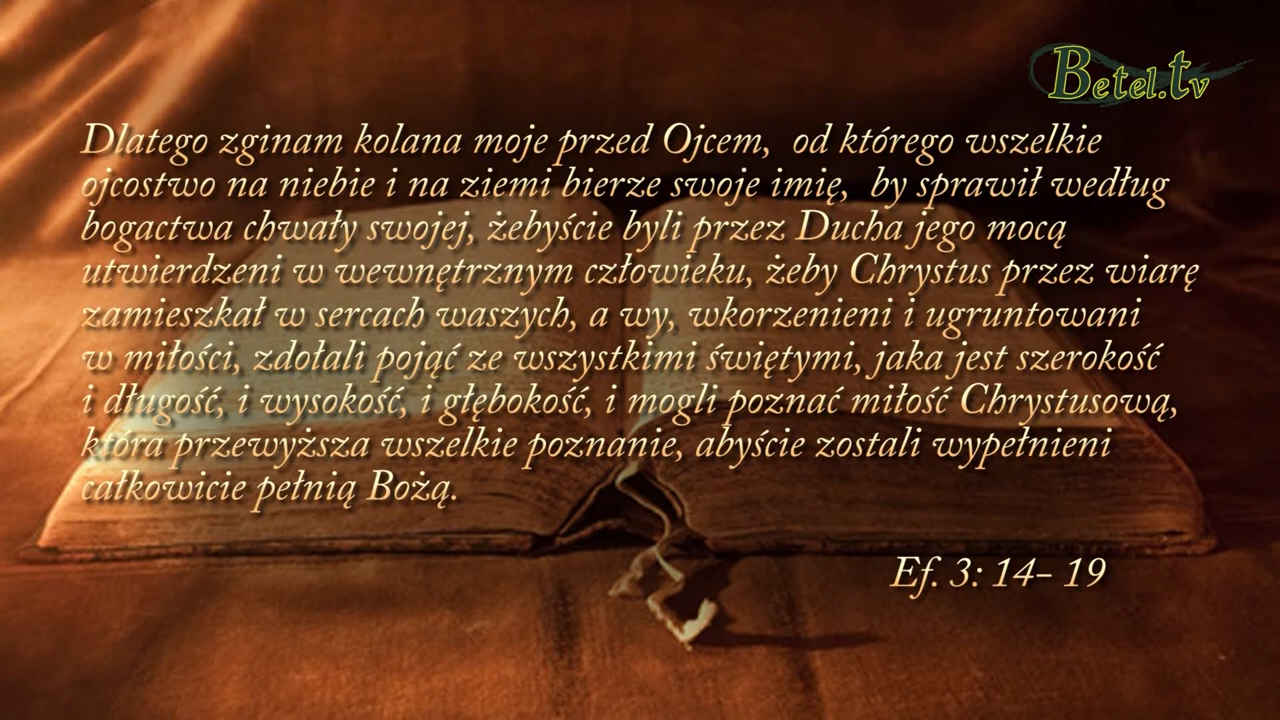 Betel.tv
Dlatego zginam kolana moje przed Ojcem, od którego wszelkie
ojcostwo na niebie i na ziemi bierze swoje imię, by sprawił według
bogactwa chwały swojej, żebyście byli przez Ducha jego mocą
utwierdzeni w wewnętrznym człowieku, żeby Chrystus przez wiarę
zamieszkał w sercach waszych, a wy, wkorzenieni i ugruntowani
w miłości, zdołali pojąć ze wszystkimi świętymi, jaka jest szerokość
i długość, i wysokość, i głębokość, i mogli poznać miłość Chrystusową,
która przewyższa wszelkie poznanie, abyście zostali wypełnieni
całkowicie pełnią Bożą.
Ef. 3: 14- 19